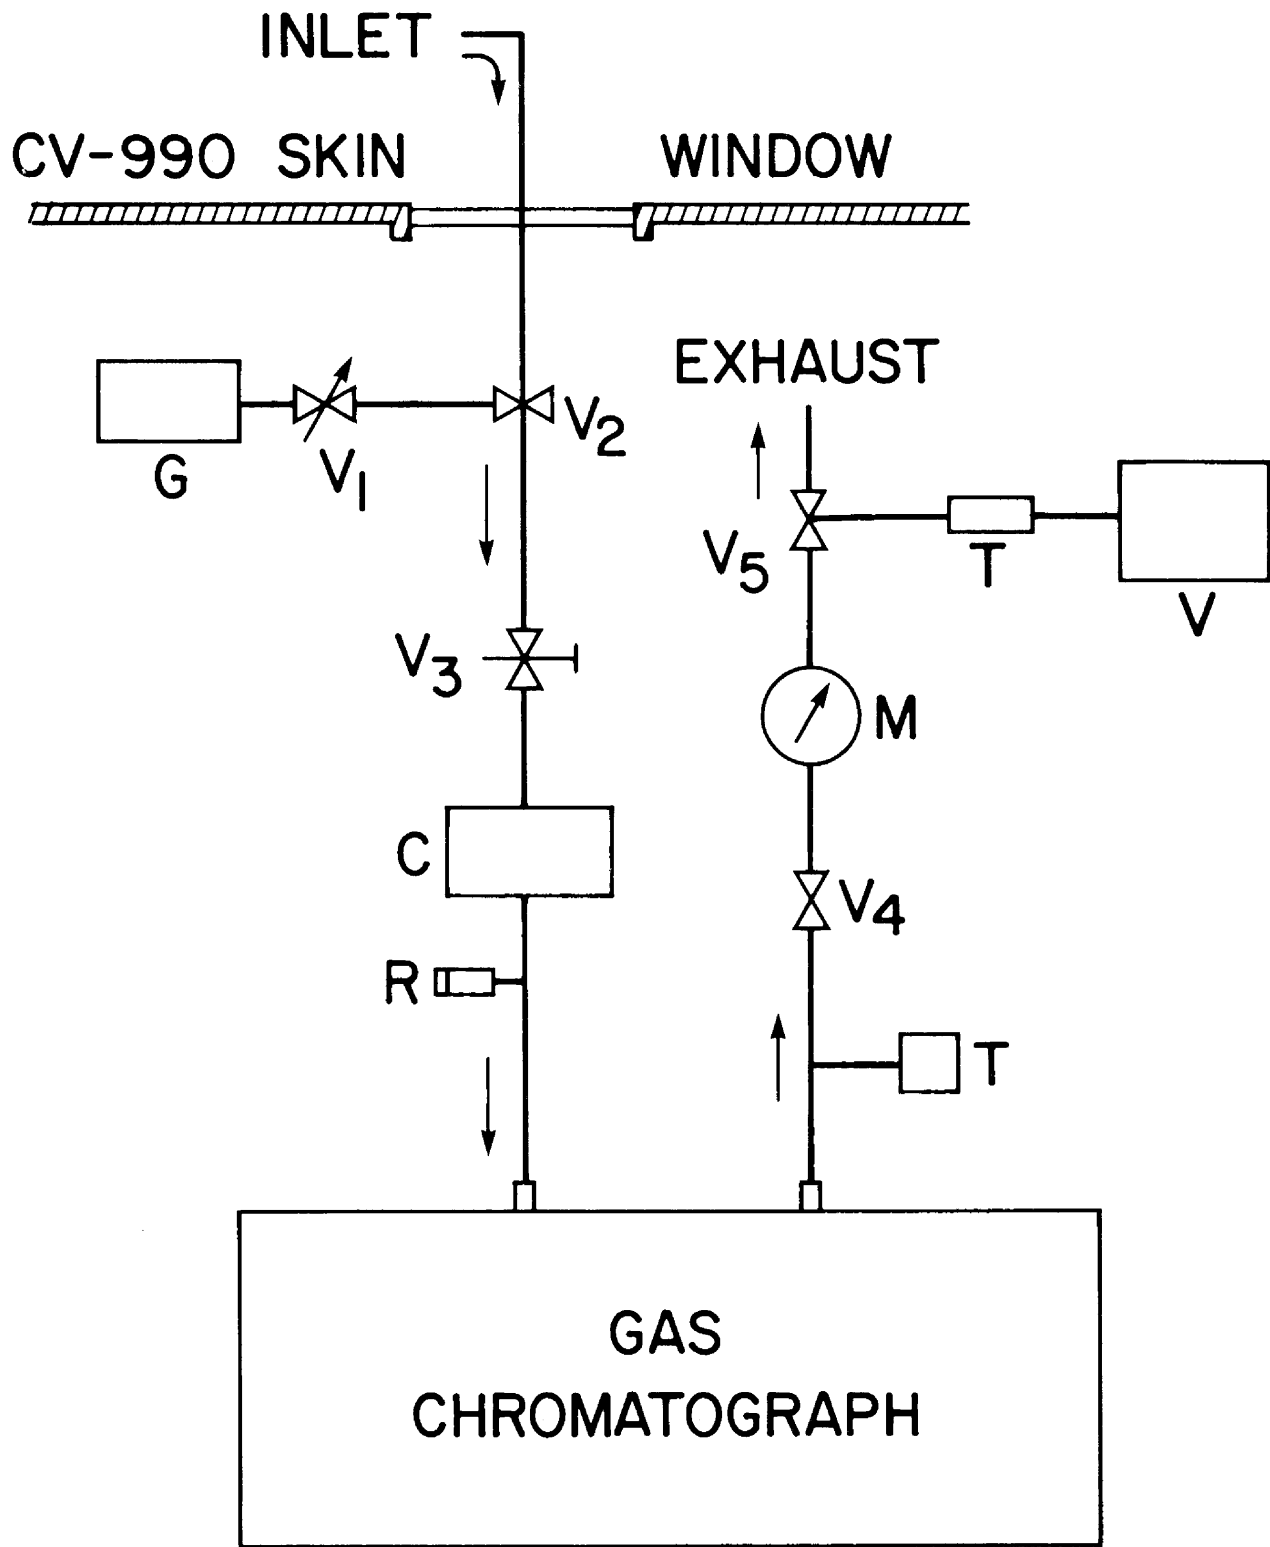 INLET
CV-990 SKIN WINDOW
EXHAUST
G V1 V2
V5 T V
V3
M
C
V4
R
T
GAS
CHROMATOGRAPH